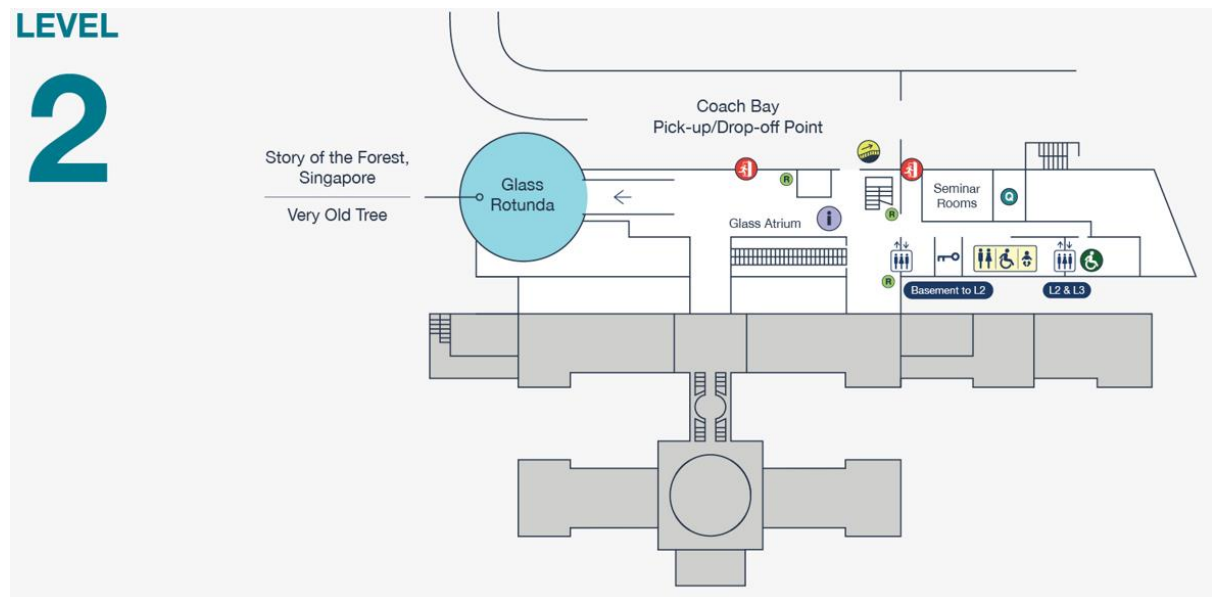 LEVEL
2
Coach Bay
Pick-up/Drop-off Point
Story of the Forest,
Singapore
Very Old Tree
Glass
Rotunda
R
Seminar
Rooms
Q
R
Glass Atrium
i
R
Basement to L2
L2 & L3